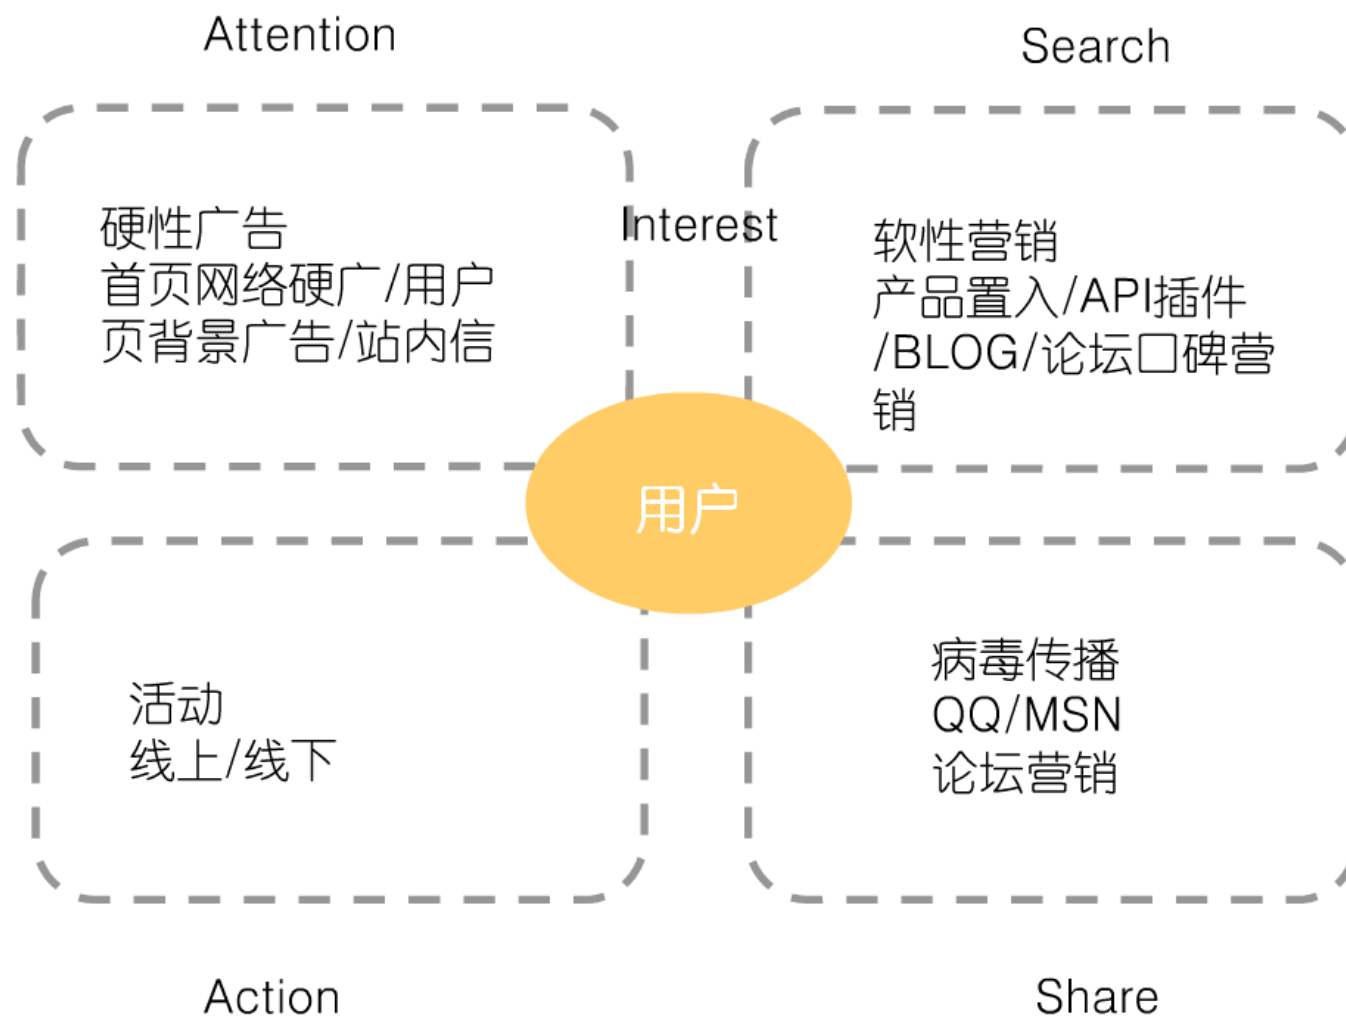 Attention
Search
Interest
硬性广告
首页网络硬广/用户
页背景广告/站内信
软性营销
产品置入/API插件
/BLOG/论坛口碑营
销
用户
活动
线上/线下
病毒传播
QQ/MSN
论坛营销
Action
Share